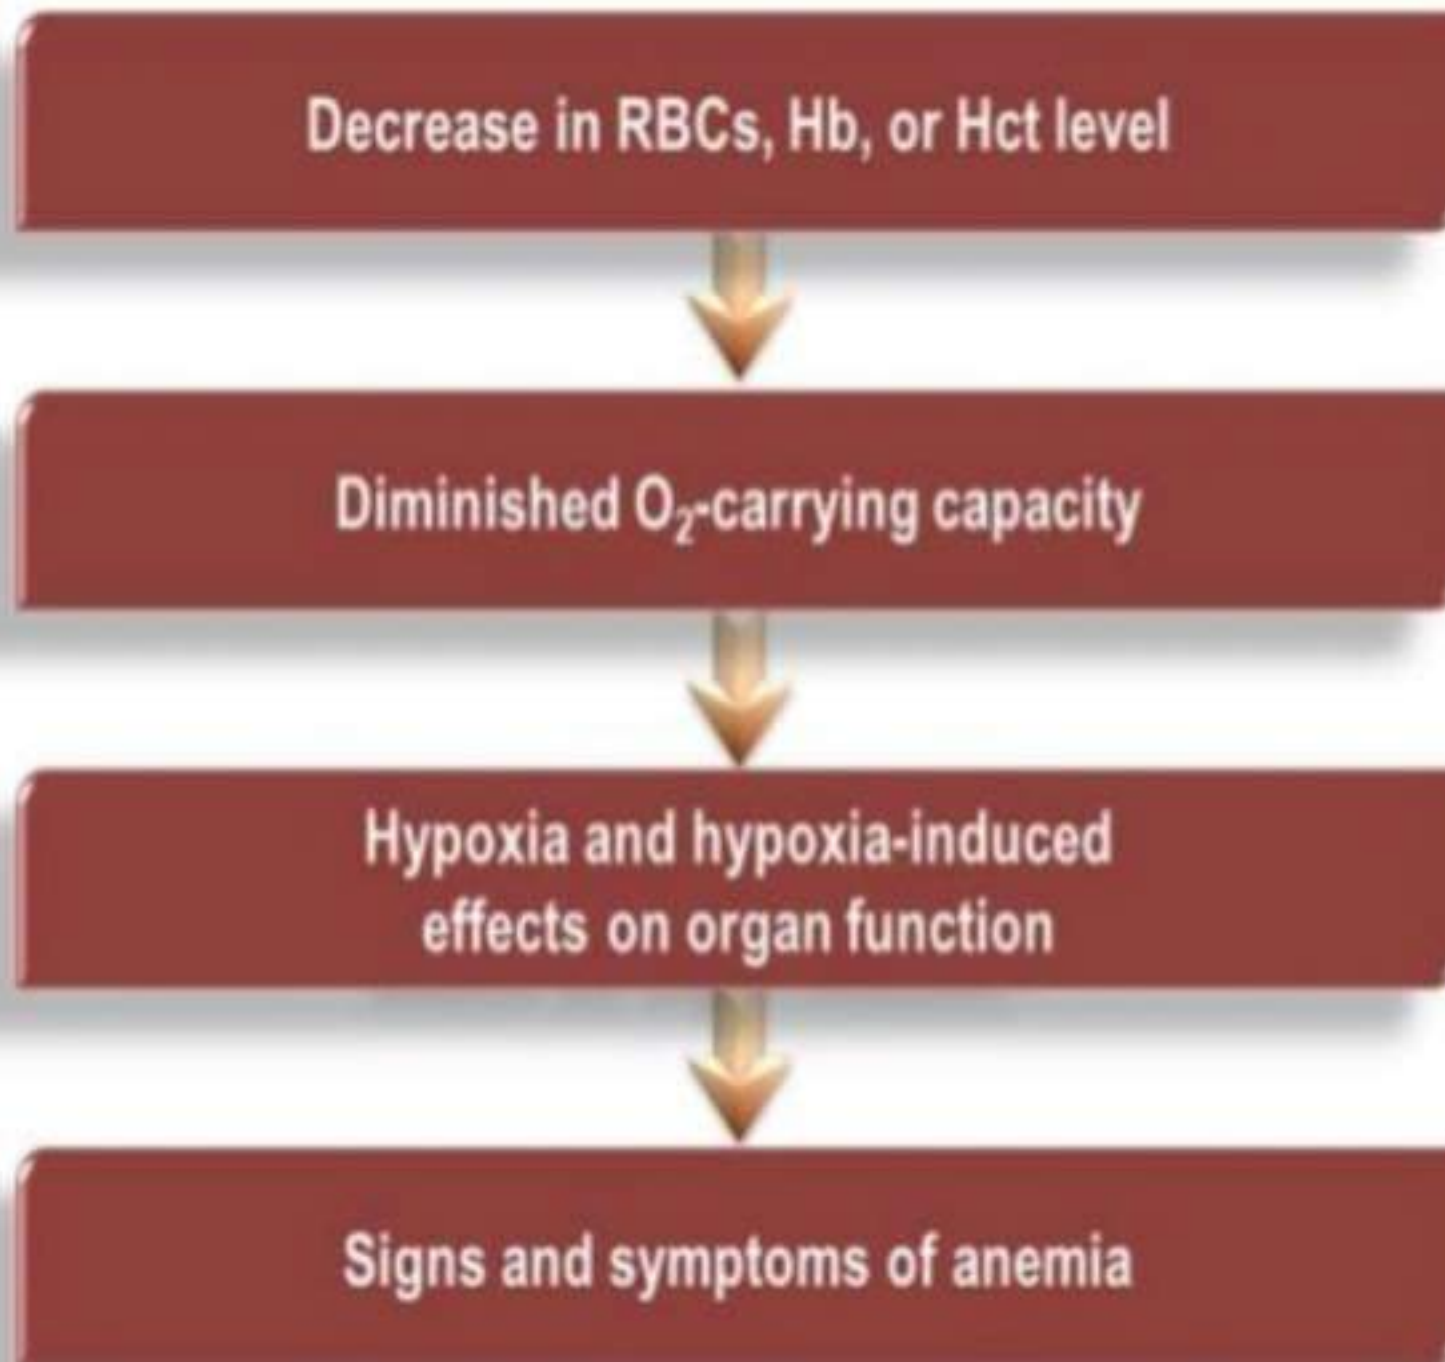 Decrease in RBCs, Hb, or Hct level
Diminished O₂-carrying capacity
Hypoxia and hypoxia-induced
effects on organ function
Signs and symptoms of anemia